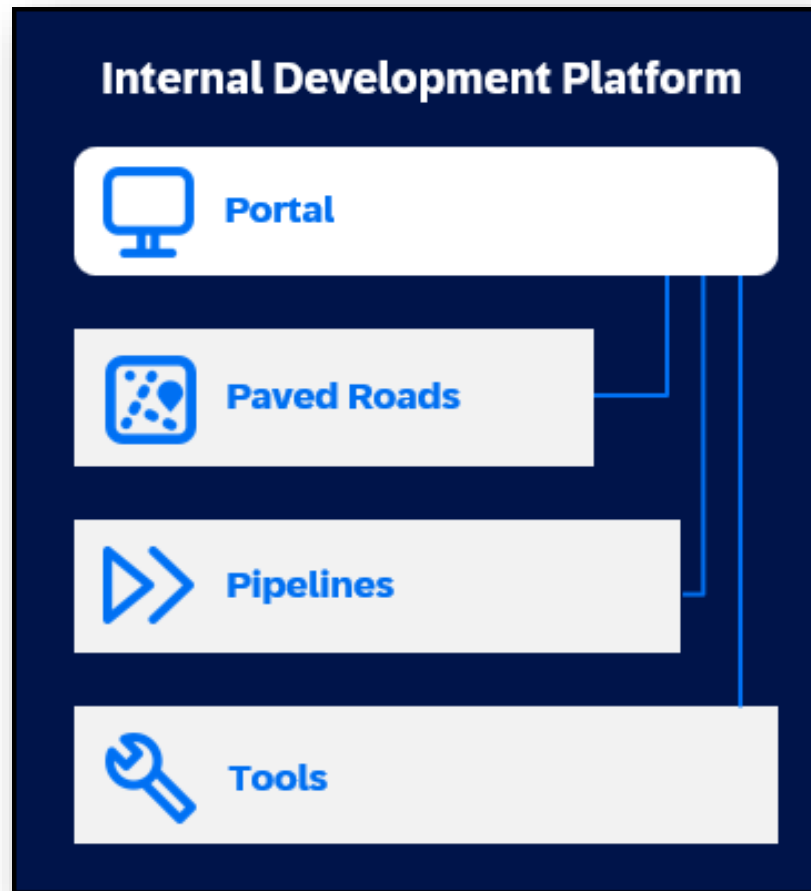 Internal Development Platform
Portal
Paved Roads
Pipelines
Tools